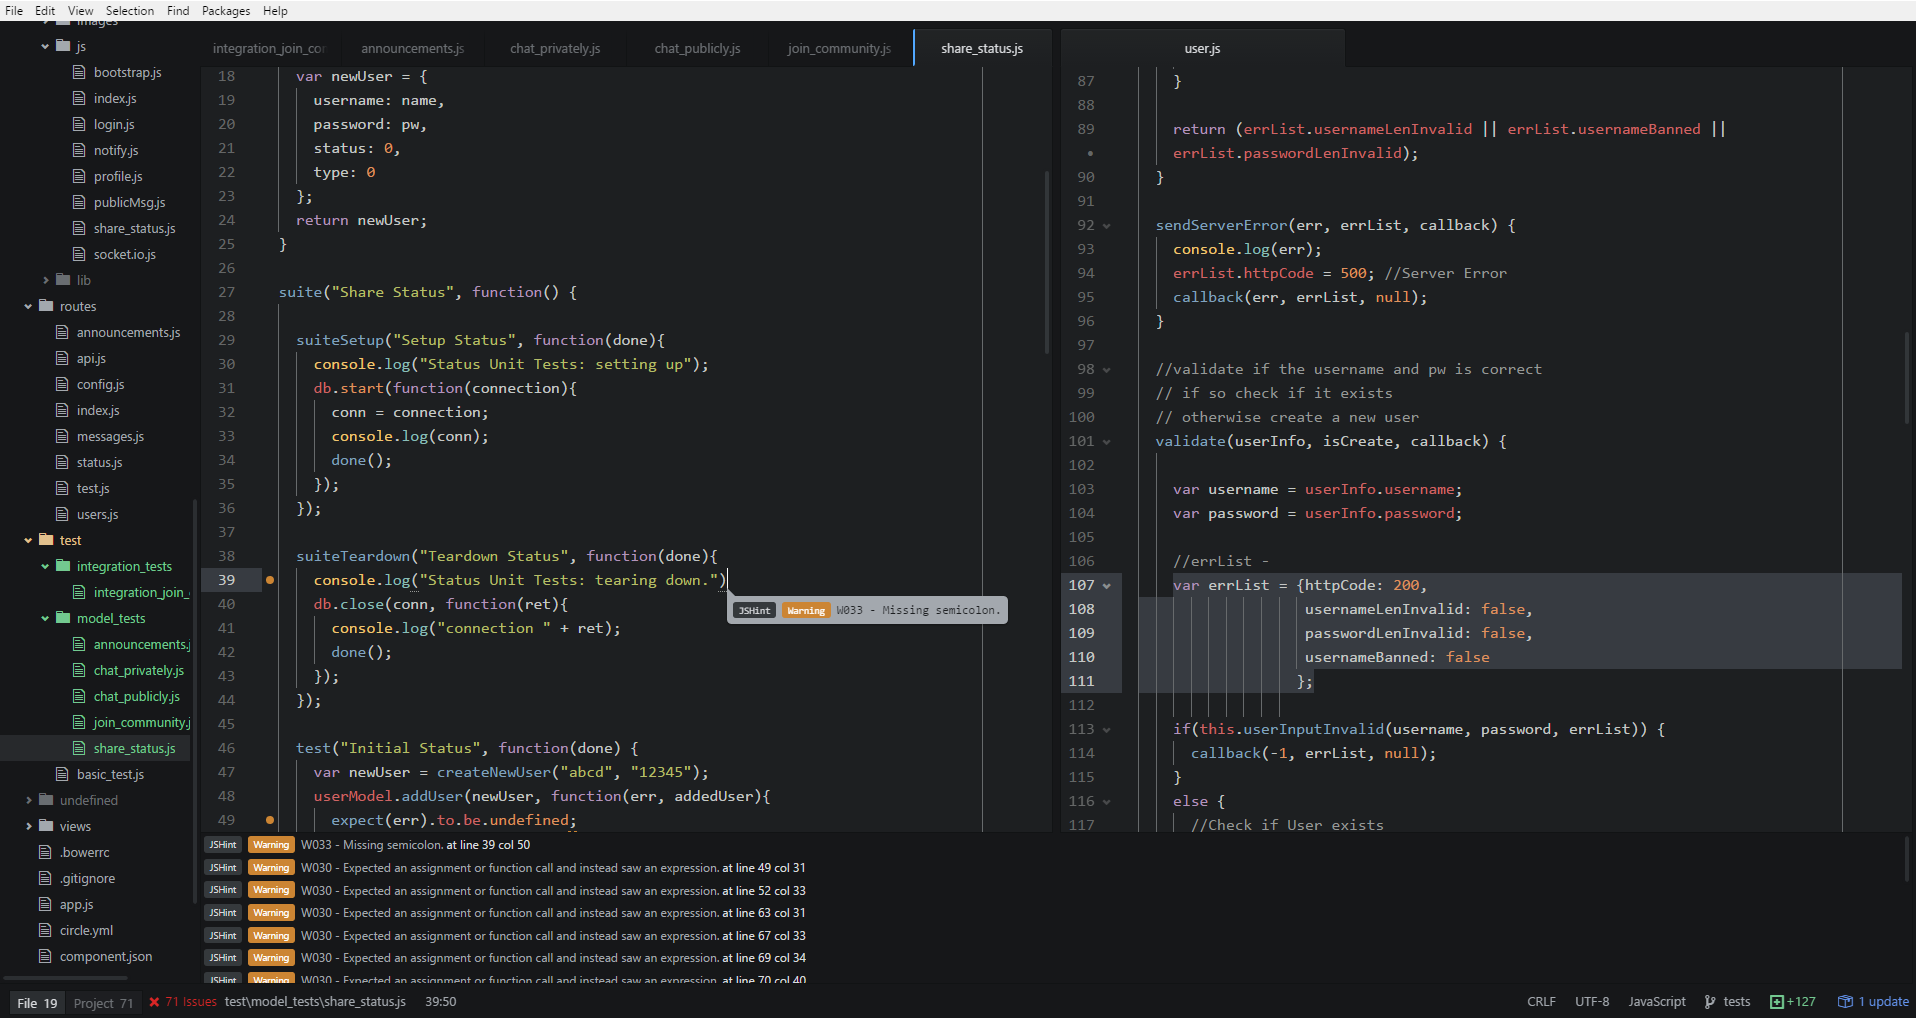 File Edit View Selection Find Packages Help
images
js
bootstrap.js
index.js
login.js
notify.js
profile.js
publicMsg.js
share_status.js
socket.io.js
lib
routes
announcements.js
api.js
config.js
index.js
messages.js
status.js
test.js
users.js
test
integration_tests
integration_join_
model_tests
announcements.j
chat_privately.js
chat_publicly.js
join_community.j
share_status.js
basic_test.js
undefined
views
.bowerrc
.gitignore
app.js
circle.yml
component.json
integration_join_cor announcements.js chat_privately.js chat_publicly.js join_community.js share_status.js
18 var newUser = {
19 username: name,
20 password: pw,
21 status: 0,
22 type: 0
23 };
24 return newUser;
25 }
26
27 suite("Share Status", function() {
28
29 suiteSetup("Setup Status", function(done){
30 console.log("Status Unit Tests: setting up");
31 db.start(function(connection){
32 conn = connection;
33 console.log(conn);
34 done();
35 });
36 });
37
38 suiteTeardown("Teardown Status", function(done){
39 console.log("Status Unit Tests: tearing down.")
JSHint Warning W033 - Missing semicolon.
40 db.close(conn, function(ret){
41 console.log("connection " + ret);
42 done();
43 });
44 });
45
46 test("Initial Status", function(done) {
47 var newUser = createNewUser("abcd", "12345");
48 userModel.addUser(newUser, function(err, addedUser){
49 expect(err).to.be.undefined;
user.js
87 }
88
89 return (errList.usernameLenInvalid || errList.usernameBanned ||
• errList.passwordLenInvalid);
90 }
91
92 sendServerError(err, errList, callback) {
93 console.log(err);
94 errList.httpCode = 500; //Server Error
95 callback(err, errList, null);
96 }
97
98 //validate if the username and pw is correct
99 // if so check if it exists
100 // otherwise create a new user
101 validate(userInfo, isCreate, callback) {
102
103 var username = userInfo.username;
104 var password = userInfo.password;
105
106 //errList -
107 var errList = {httpCode: 200,
108 usernameLenInvalid: false,
109 passwordLenInvalid: false,
110 usernameBanned: false
111 };
112
113 if(this.userInputInvalid(username, password, errList)) {
114 callback(-1, errList, null);
115 }
116 else {
117 //Check if User exists
JSHint Warning W033 - Missing semicolon. at line 39 col 50
JSHint Warning W030 - Expected an assignment or function call and instead saw an expression. at line 49 col 31
JSHint Warning W030 - Expected an assignment or function call and instead saw an expression. at line 52 col 33
JSHint Warning W030 - Expected an assignment or function call and instead saw an expression. at line 63 col 31
JSHint Warning W030 - Expected an assignment or function call and instead saw an expression. at line 67 col 33
JSHint Warning W030 - Expected an assignment or function call and instead saw an expression. at line 69 col 34
JSHint Warning W030 - Expected an assignment or function call and instead saw an expression. at line 70 col 40
File 19 Project 71 71 Issues test\model_tests\share_status.js 39:50 CRLF UTF-8 JavaScript tests +127 1 update